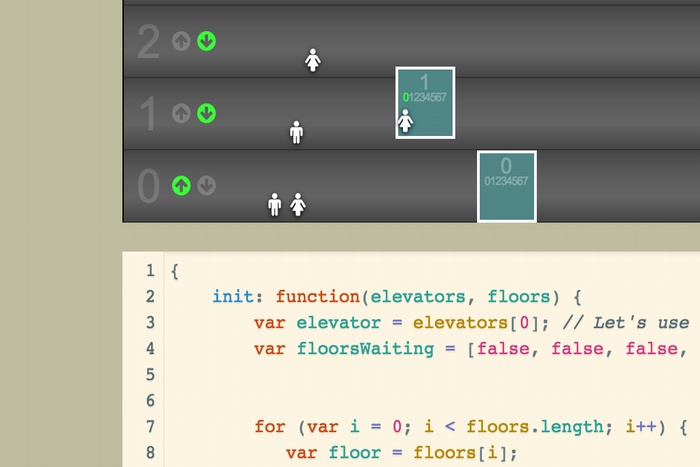 2
1
01234567
1
0
01234567
0
1 {
2 init: function(elevators, floors) {
3 var elevator = elevators[0]; // Let's use
4 var floorsWaiting = [false, false, false,
5
6
7 for (var i = 0; i < floors.length; i++) {
8 var floor = floors[i];